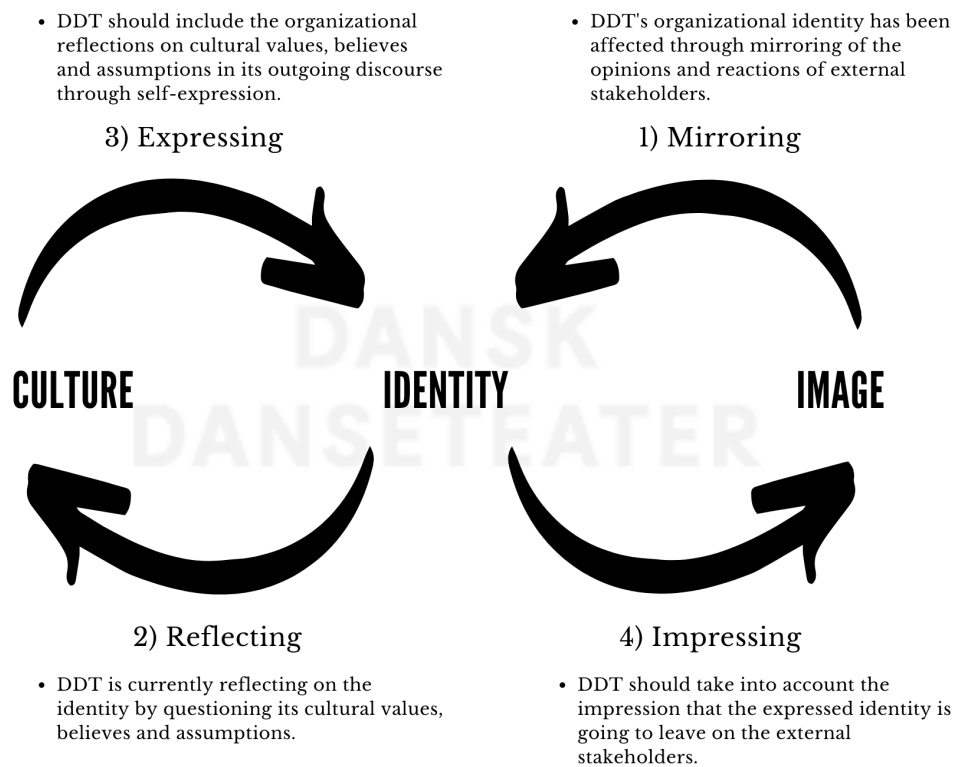 • DDT should include the organizational
reflections on cultural values, believes
and assumptions in its outgoing discourse
through self-expression.
3) Expressing
• DDT's organizational identity has been
affected through mirroring of the
opinions and reactions of external
stakeholders.
1) Mirroring
DANSK
DANSETEATER
CULTURE
IDENTITY
IMAGE
2) Reflecting
• DDT is currently reflecting on the
identity by questioning its cultural values,
believes and assumptions.
4) Impressing
• DDT should take into account the
impression that the expressed identity is
going to leave on the external
stakeholders.